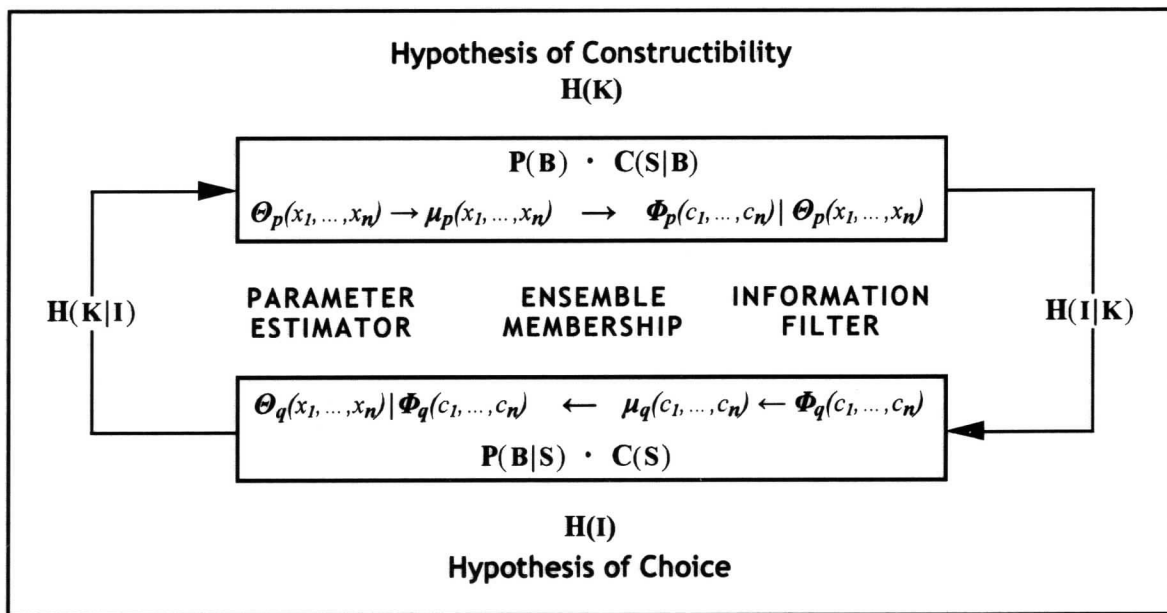 Hypothesis of Constructibility
H(K)
P(B) · C(S|B)
Θp(x1, ... ,xn) → μp(x1, ... ,xn) → Φp(c1, ... ,cn) | Θp(x1, ... ,xn)
H(K|I)
PARAMETER ESTIMATOR
ENSEMBLE MEMBERSHIP
INFORMATION FILTER
H(I|K)
Θq(x1, ... ,xn) | Φq(c1, ... ,cn) ← μq(c1, ... ,cn) ← Φq(c1, ... ,cn)
P(B|S) · C(S)
H(I)
Hypothesis of Choice